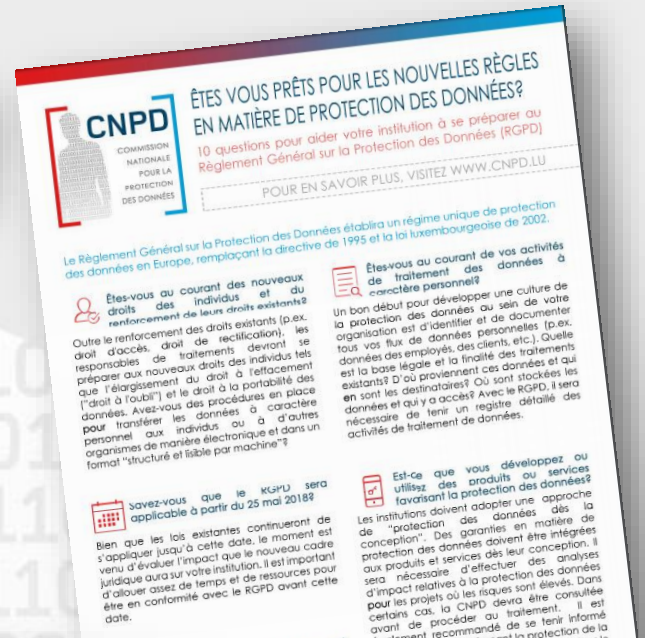 CNPD
COMMISSION
NATIONALE
POUR LA
PROTECTION
DES DONNÉES
ÊTES VOUS PRÊTS POUR LES NOUVELLES RÈGLES
EN MATIÈRE DE PROTECTION DES DONNÉES?
10 questions pour aider votre institution à se préparer au
Règlement Général sur la Protection des Données (RGPD)
POUR EN SAVOIR PLUS, VISITEZ WWW.CNPD.LU
Le Règlement Général sur la Protection des Données établira un régime unique de protection
des données en Europe, remplaçant la directive de 1995 et la loi luxembourgeoise de 2002.
Êtes-vous au courant des nouveaux
droits des individus et du
renforcement de leurs droits existants?
Outre le renforcement des droits existants (p.ex.
droit d'accès, droit de rectification), les
responsables de traitements devront se
préparer aux nouveaux droits des individus tels
que l'élargissement du droit à l'effacement
("droit à l'oubli") et le droit à la portabilité des
données. Avez-vous des procédures en place
pour transférer les données à caractère
personnel aux individus ou à d'autres
organismes de manière électronique et dans un
format "structuré et lisible par machine"?
Savez-vous que le RGPD sera
applicable à partir du 25 mai 2018?
Bien que les lois existantes continueront de
s'appliquer jusqu'à cette date, le moment est
venu d'évaluer l'impact que le nouveau cadre
juridique aura sur votre institution. Il est important
d'allouer assez de temps et de ressources pour
être en conformité avec le RGPD avant cette
date.
Êtes-vous au courant de vos activités
de traitement des données à
caractère personnel?
Un bon début pour développer une culture de
la protection des données au sein de votre
organisation est d'identifier et de documenter
tous vos flux de données personnelles (p.ex.
données des employés, des clients, etc.). Quelle
est la base légale et la finalité des traitements
existants? D'où proviennent ces données et qui
en sont les destinataires? Où sont stockées les
données et qui y a accès? Avec le RGPD, il sera
nécessaire de tenir un registre détaillé des
activités de traitement de données.
Est-ce que vous développez ou
utilisez des produits ou services
favorisant la protection des données?
Les institutions doivent adopter une approche
de "protection des données dès la
conception". Des garanties en matière de
protection des données doivent être intégrées
aux produits et services dès leur conception. Il
sera nécessaire d'effectuer des analyses
d'impact relatives à la protection des données
pour les projets où les risques sont élevés. Dans
certains cas, la CNPD devra être consultée
avant de procéder au traitement. Il est
recommandé de se tenir informé
la protection de la